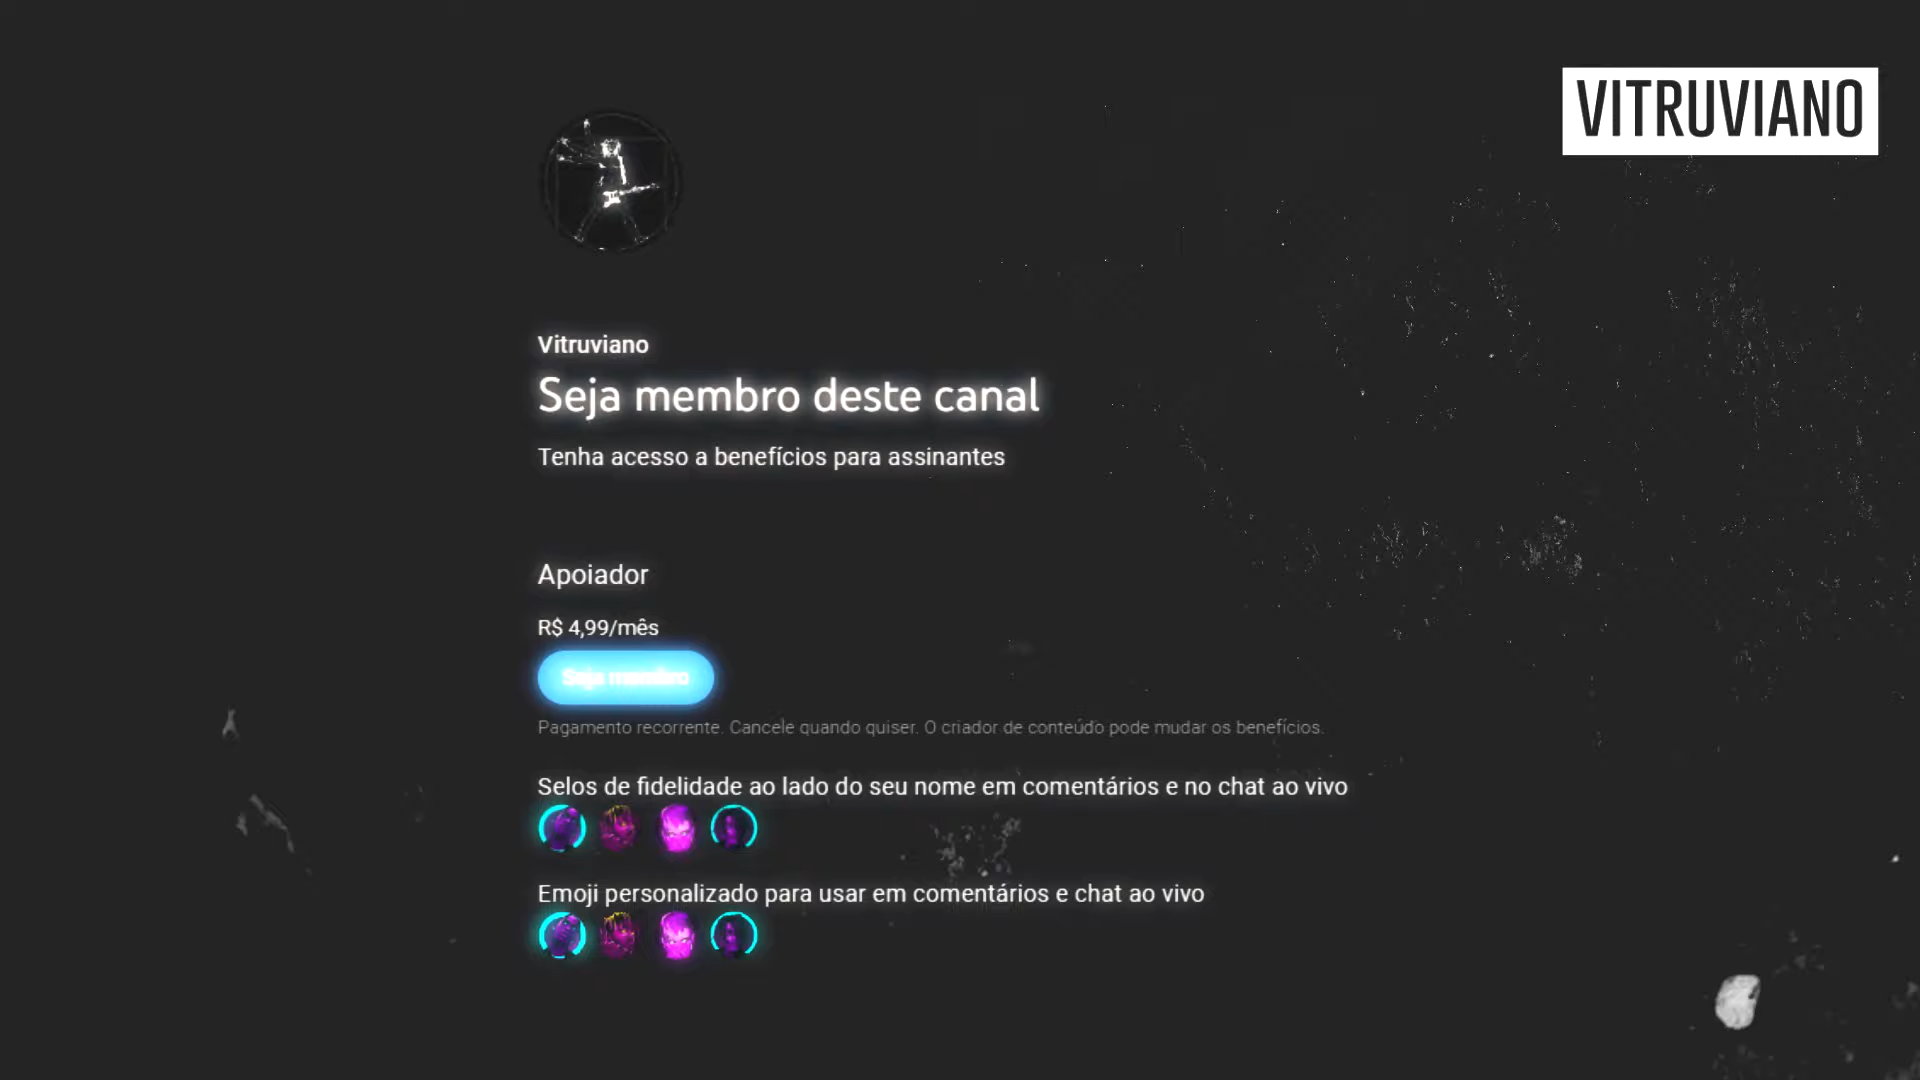 VITRUVIANO
Vitruviano
Seja membro deste canal
Tenha acesso a benefícios para assinantes
Apoiador
R$ 4,99/mês
Seja membro
Pagamento recorrente. Cancele quando quiser. O criador de conteúdo pode mudar os benefícios.
Selos de fidelidade ao lado do seu nome em comentários e no chat ao vivo
Emoji personalizado para usar em comentários e chat ao vivo